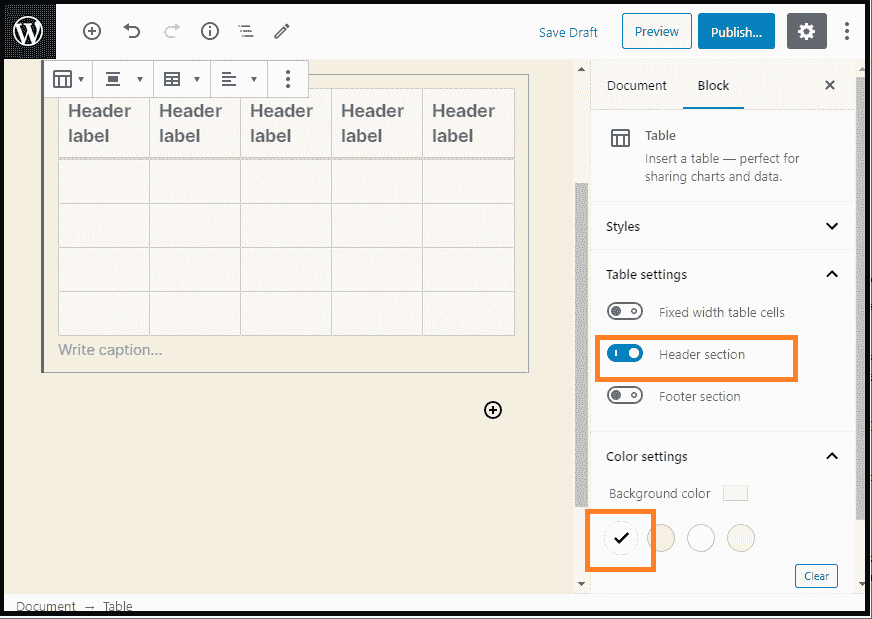 Save Draft
Preview
Publish...
Header label
Header label
Header label
Header label
Header label
Write caption...
Document
Block
Table
Insert a table — perfect for
sharing charts and data.
Styles
Table settings
Fixed width table cells
Header section
Footer section
Color settings
Background color
Clear
Document → Table